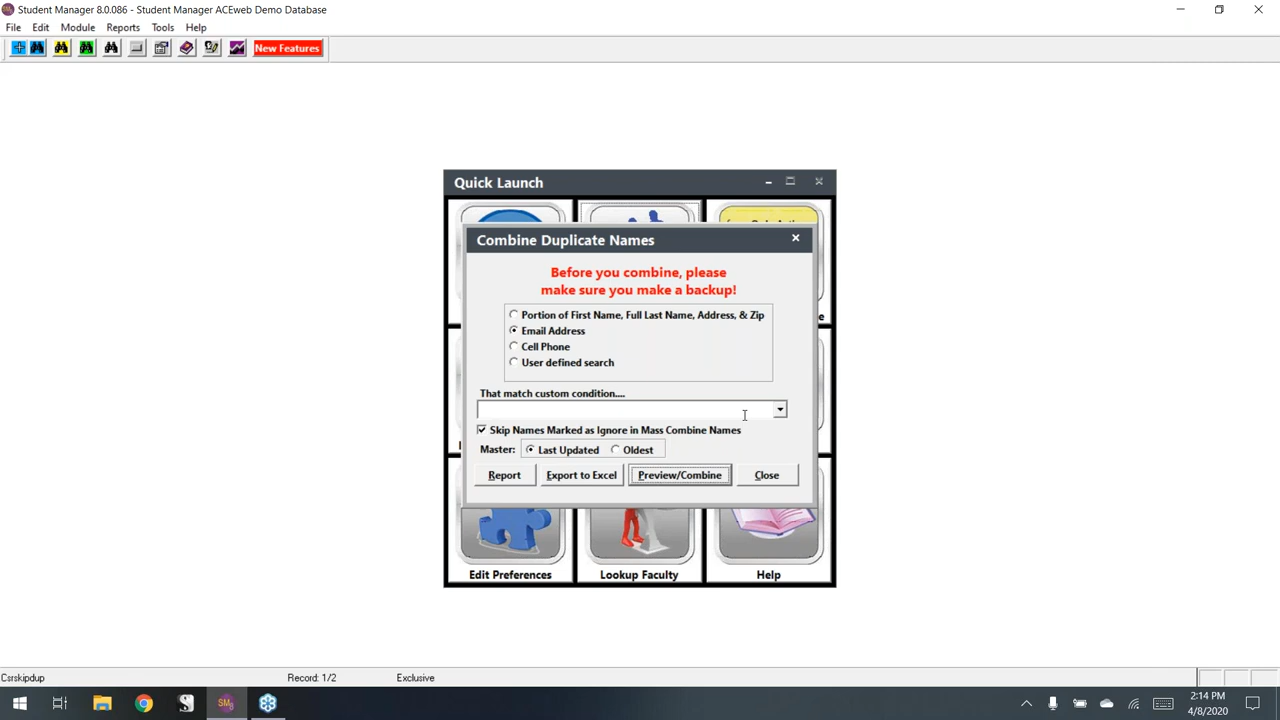 Student Manager 8.0.086 - Student Manager ACEweb Demo Database
File Edit Module Reports Tools Help
New Features
Quick Launch
Combine Duplicate Names
Before you combine, please
make sure you make a backup!
Portion of First Name, Full Last Name, Address, & Zip
Email Address
Cell Phone
User defined search
That match custom condition....
Skip Names Marked as Ignore in Mass Combine Names
Master: Last Updated Oldest
Report Export to Excel Preview/Combine Close
Edit Preferences Lookup Faculty Help
Csrskipdup Record: 1/2 Exclusive
SM8
2:14 PM
4/8/2020